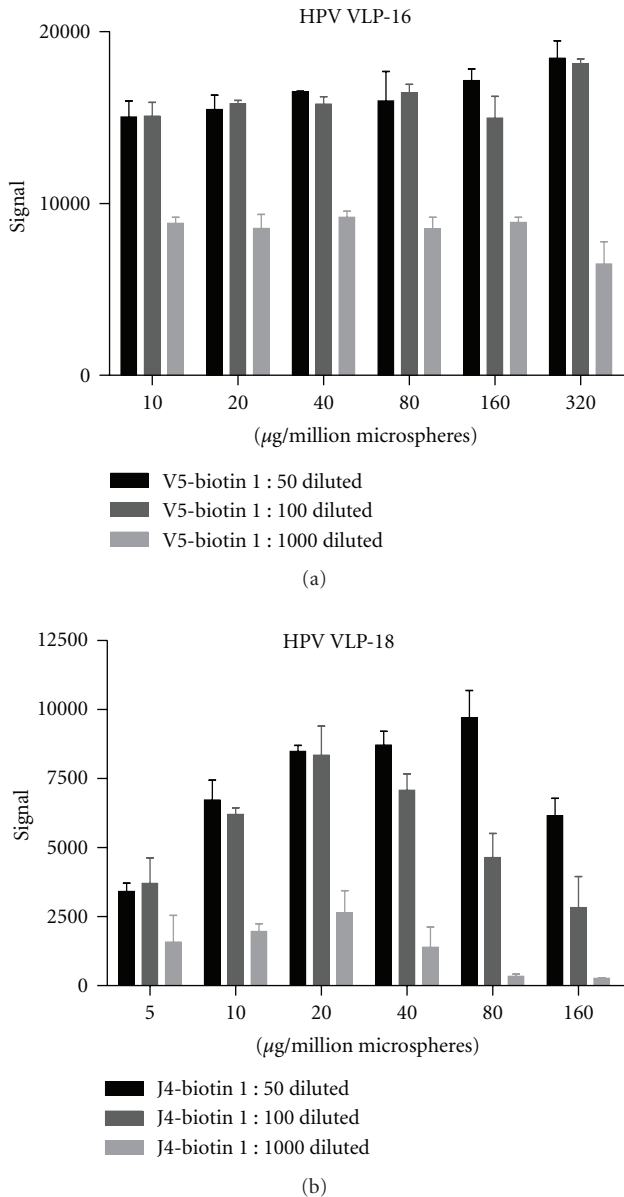 HPV VLP-16
20000
10000
0
Signal
10 20 40 80 160 320
(µg/million microspheres)
V5-biotin 1 : 50 diluted
V5-biotin 1 : 100 diluted
V5-biotin 1 : 1000 diluted
(a)
HPV VLP-18
12500
10000
7500
5000
2500
0
Signal
5 10 20 40 80 160
(µg/million microspheres)
J4-biotin 1 : 50 diluted
J4-biotin 1 : 100 diluted
J4-biotin 1 : 1000 diluted
(b)